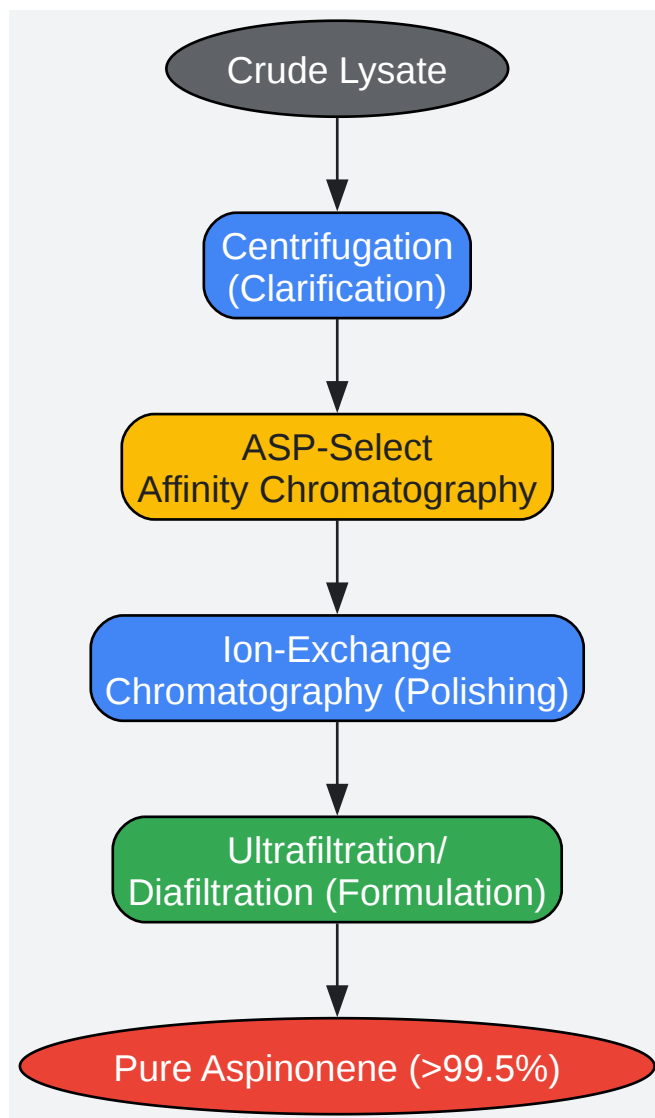 Crude Lysate
Centrifugation
(Clarification)
ASP-Select
Affinity Chromatography
Ion-Exchange
Chromatography (Polishing)
Ultrafiltration/
Diafiltration (Formulation)
Pure Aspinonene (>99.5%)